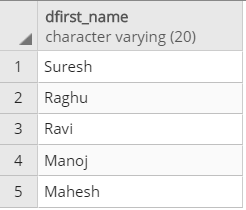 dfirst_name
character varying (20)
1 Suresh
2 Raghu
3 Ravi
4 Manoj
5 Mahesh